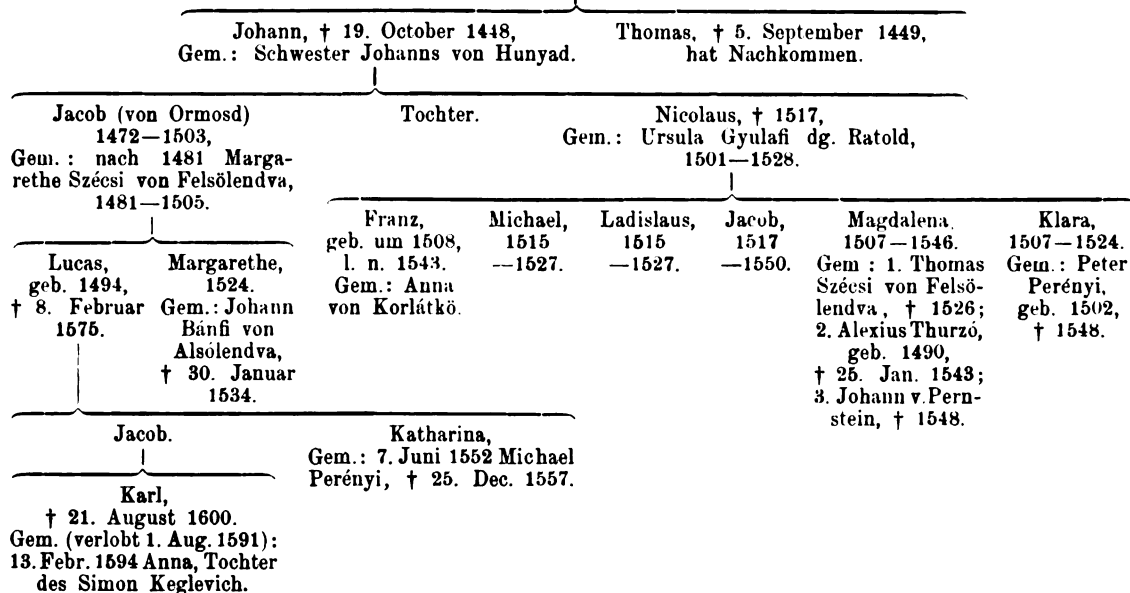 Johann, † 19. October 1448,
Gem.: Schwester Johanns von Hunyad.
Thomas, † 5. September 1449,
hat Nachkommen.
Jacob (von Ormosd)
1472—1503,
Gem.: nach 1481 Marga-
rethe Szécsi von Felsölendva,
1481—1505.
Tochter.
Nicolaus, † 1517,
Gem.: Ursula Gyulafi dg. Ratold,
1501—1528.
Lucas,
geb. 1494,
† 8. Februar
1575.
Margarethe,
1524.
Gem.: Johann
Bánfi von
Alsólendva,
† 30. Januar
1534.
Franz,
geb. um 1508,
l. n. 1543.
Gem.: Anna
von Korlátkö.
Michael,
1515
—1527.
Ladislaus,
1515
—1527.
Jacob,
1517
—1550.
Magdalena.
1507—1546.
Gem : 1. Thomas
Szécsi von Felsö-
lendva, † 1526;
2. Alexius Thurzó,
geb. 1490,
† 25. Jan. 1543;
3. Johann v. Pern-
stein, † 1548.
Klara,
1507—1524.
Gem.: Peter
Perényi,
geb. 1502,
† 1548.
Jacob.
Katharina,
Gem.: 7. Juni 1552 Michael
Perényi, † 25. Dec. 1557.
Karl,
† 21. August 1600.
Gem. (verlobt 1. Aug. 1591):
13. Febr. 1594 Anna, Tochter
des Simon Keglevich.